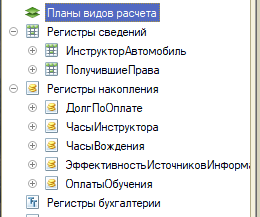 Планы видов расчета
Регистры сведений
ИнструкторАвтомобиль
ПолучившиеПрава
Регистры накопления
ДолгПоОплате
ЧасыИнструктора
ЧасыВождения
ЭффективностьИсточниковИнформа
ОплатыОбучения
Регистры бухгалтерии